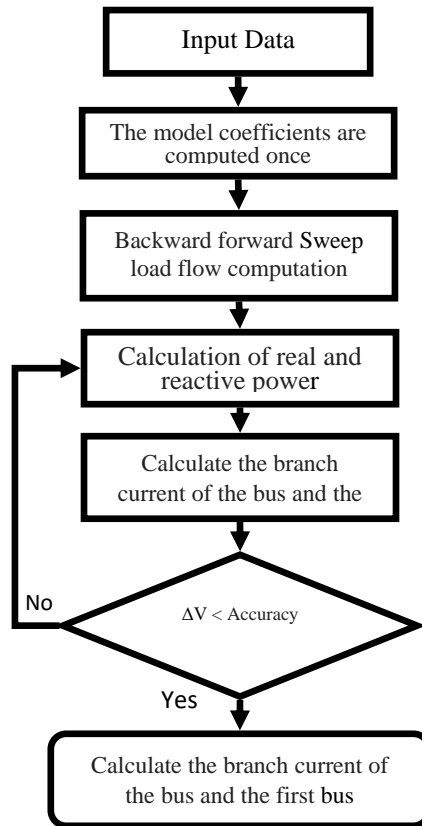 Input Data
The model coefficients are
computed once
Backward forward Sweep
load flow computation
Calculation of real and
reactive power
Calculate the branch
current of the bus and the
ΔV < Accuracy
No
Yes
Calculate the branch current of
the bus and the first bus